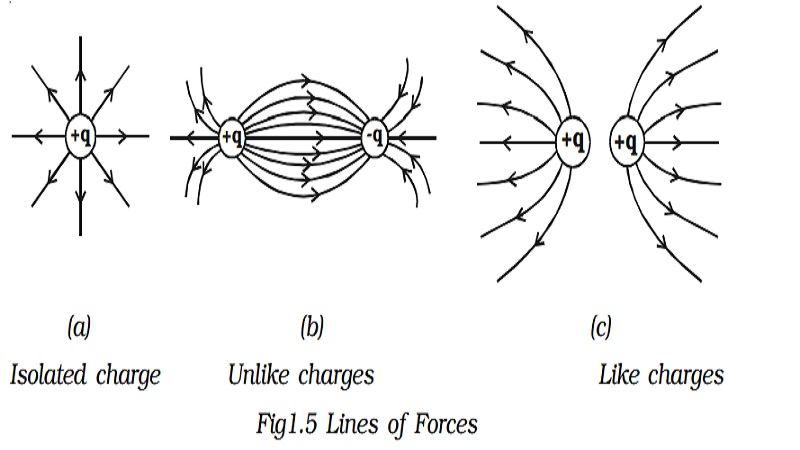 +q
+q
-q
+q
+q
(a)
(b)
(c)
Isolated charge
Unlike charges
Like charges
Fig1.5 Lines of Forces